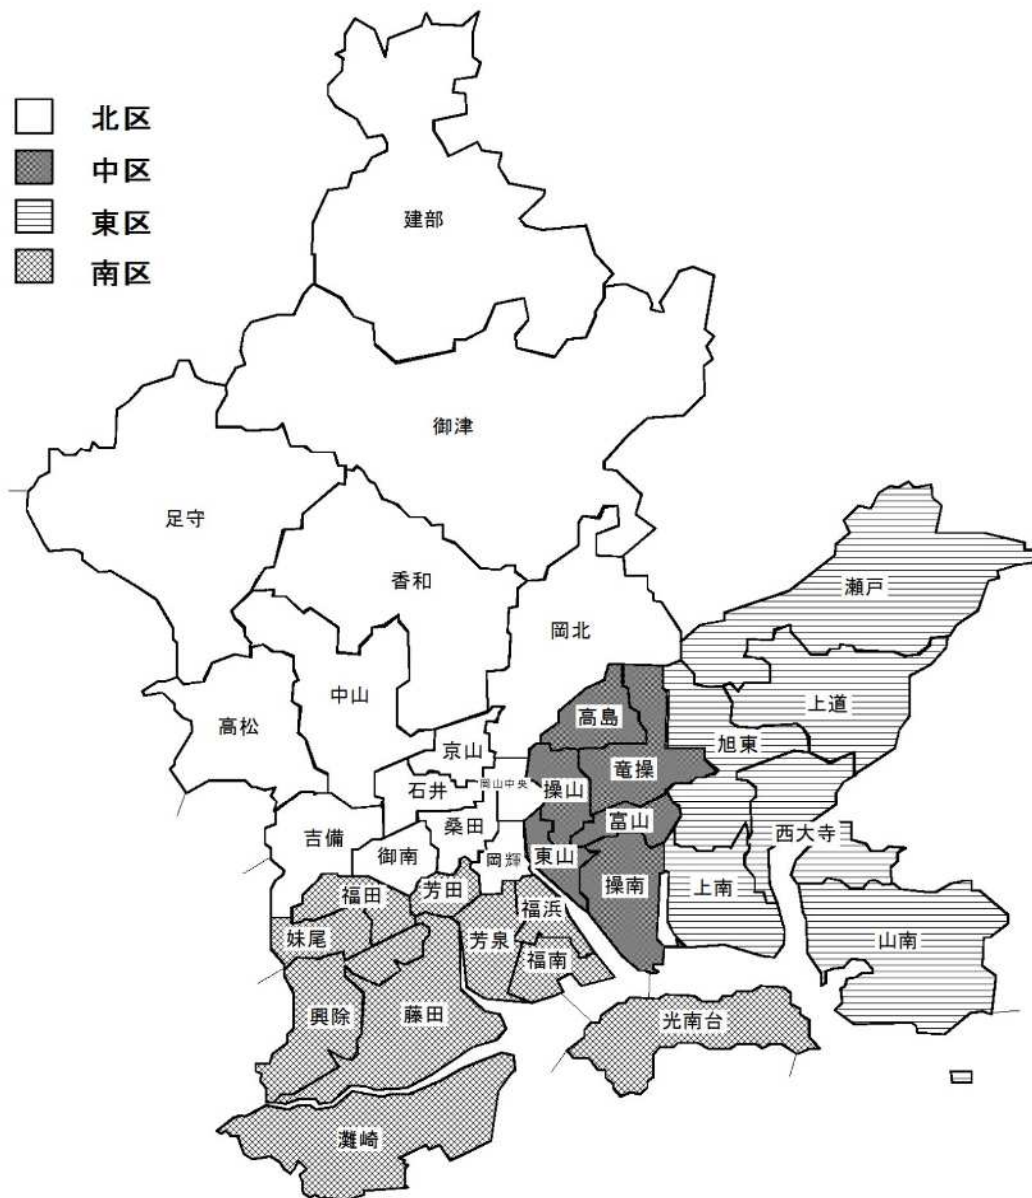 北区
中区
東区
南区
建部
御津
足守
香和
瀬戸
岡北
中山
上道
高松
高島
旭東
京山
竜操
石井
岡山中央
操山
吉備
桑田
富山
西大寺
御南
岡輝
東山
福田
芳田
操南
上南
福浜
妹尾
芳泉
山南
福南
興除
藤田
光南台
灘崎